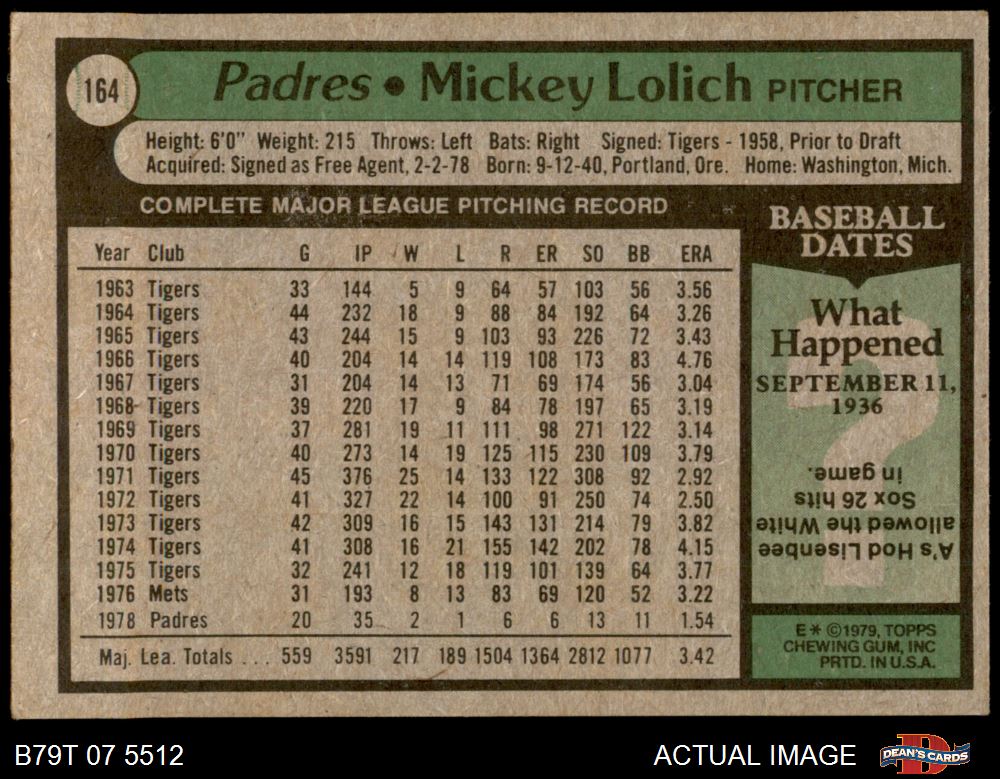 164
Padres • Mickey Lolich PITCHER
Height: 6'0" Weight: 215 Throws: Left Bats: Right Signed: Tigers - 1958, Prior to Draft
Acquired: Signed as Free Agent, 2-2-78 Born: 9-12-40, Portland, Ore. Home: Washington, Mich.
COMPLETE MAJOR LEAGUE PITCHING RECORD
Year Club G IP W L R ER SO BB ERA
1963 Tigers 33 144 5 9 64 57 103 56 3.56
1964 Tigers 44 232 18 9 88 84 192 64 3.26
1965 Tigers 43 244 15 9 103 93 226 72 3.43
1966 Tigers 40 204 14 14 119 108 173 83 4.76
1967 Tigers 31 204 14 13 71 69 174 56 3.04
1968 Tigers 39 220 17 9 84 78 197 65 3.19
1969 Tigers 37 281 19 11 111 98 271 122 3.14
1970 Tigers 40 273 14 19 125 115 230 109 3.79
1971 Tigers 45 376 25 14 133 122 308 92 2.92
1972 Tigers 41 327 22 14 100 91 250 74 2.50
1973 Tigers 42 309 16 15 143 131 214 79 3.82
1974 Tigers 41 308 16 21 155 142 202 78 4.15
1975 Tigers 32 241 12 18 119 101 139 64 3.77
1976 Mets 31 193 8 13 83 69 120 52 3.22
1978 Padres 20 35 2 1 6 6 13 11 1.54
Maj. Lea. Totals ... 559 3591 217 189 1504 1364 2812 1077 3.42
BASEBALL
DATES
What
Happened
SEPTEMBER 11,
1936
A's Hod Lisenbee
allowed the White
Sox 26 hits
in game.
E * ©1979, TOPPS
CHEWING GUM, INC
PRTD. IN U.S.A.
B79T 07 5512
ACTUAL IMAGE
DEAN'S CARDS